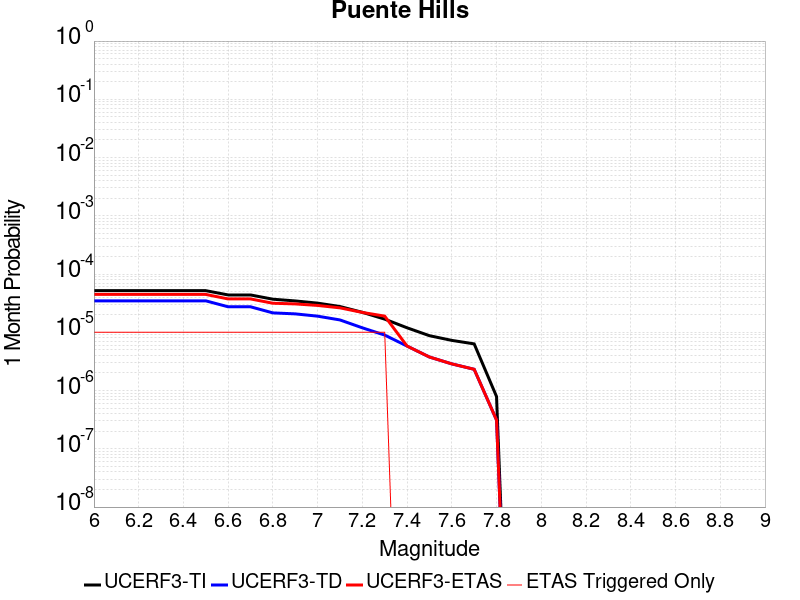 Puente Hills
10^0
10^-1
10^-2
10^-3
10^-4
10^-5
10^-6
10^-7
10^-8
1 Month Probability
6 6.2 6.4 6.6 6.8 7 7.2 7.4 7.6 7.8 8 8.2 8.4 8.6 8.8 9
Magnitude
UCERF3-TI UCERF3-TD UCERF3-ETAS ETAS Triggered Only